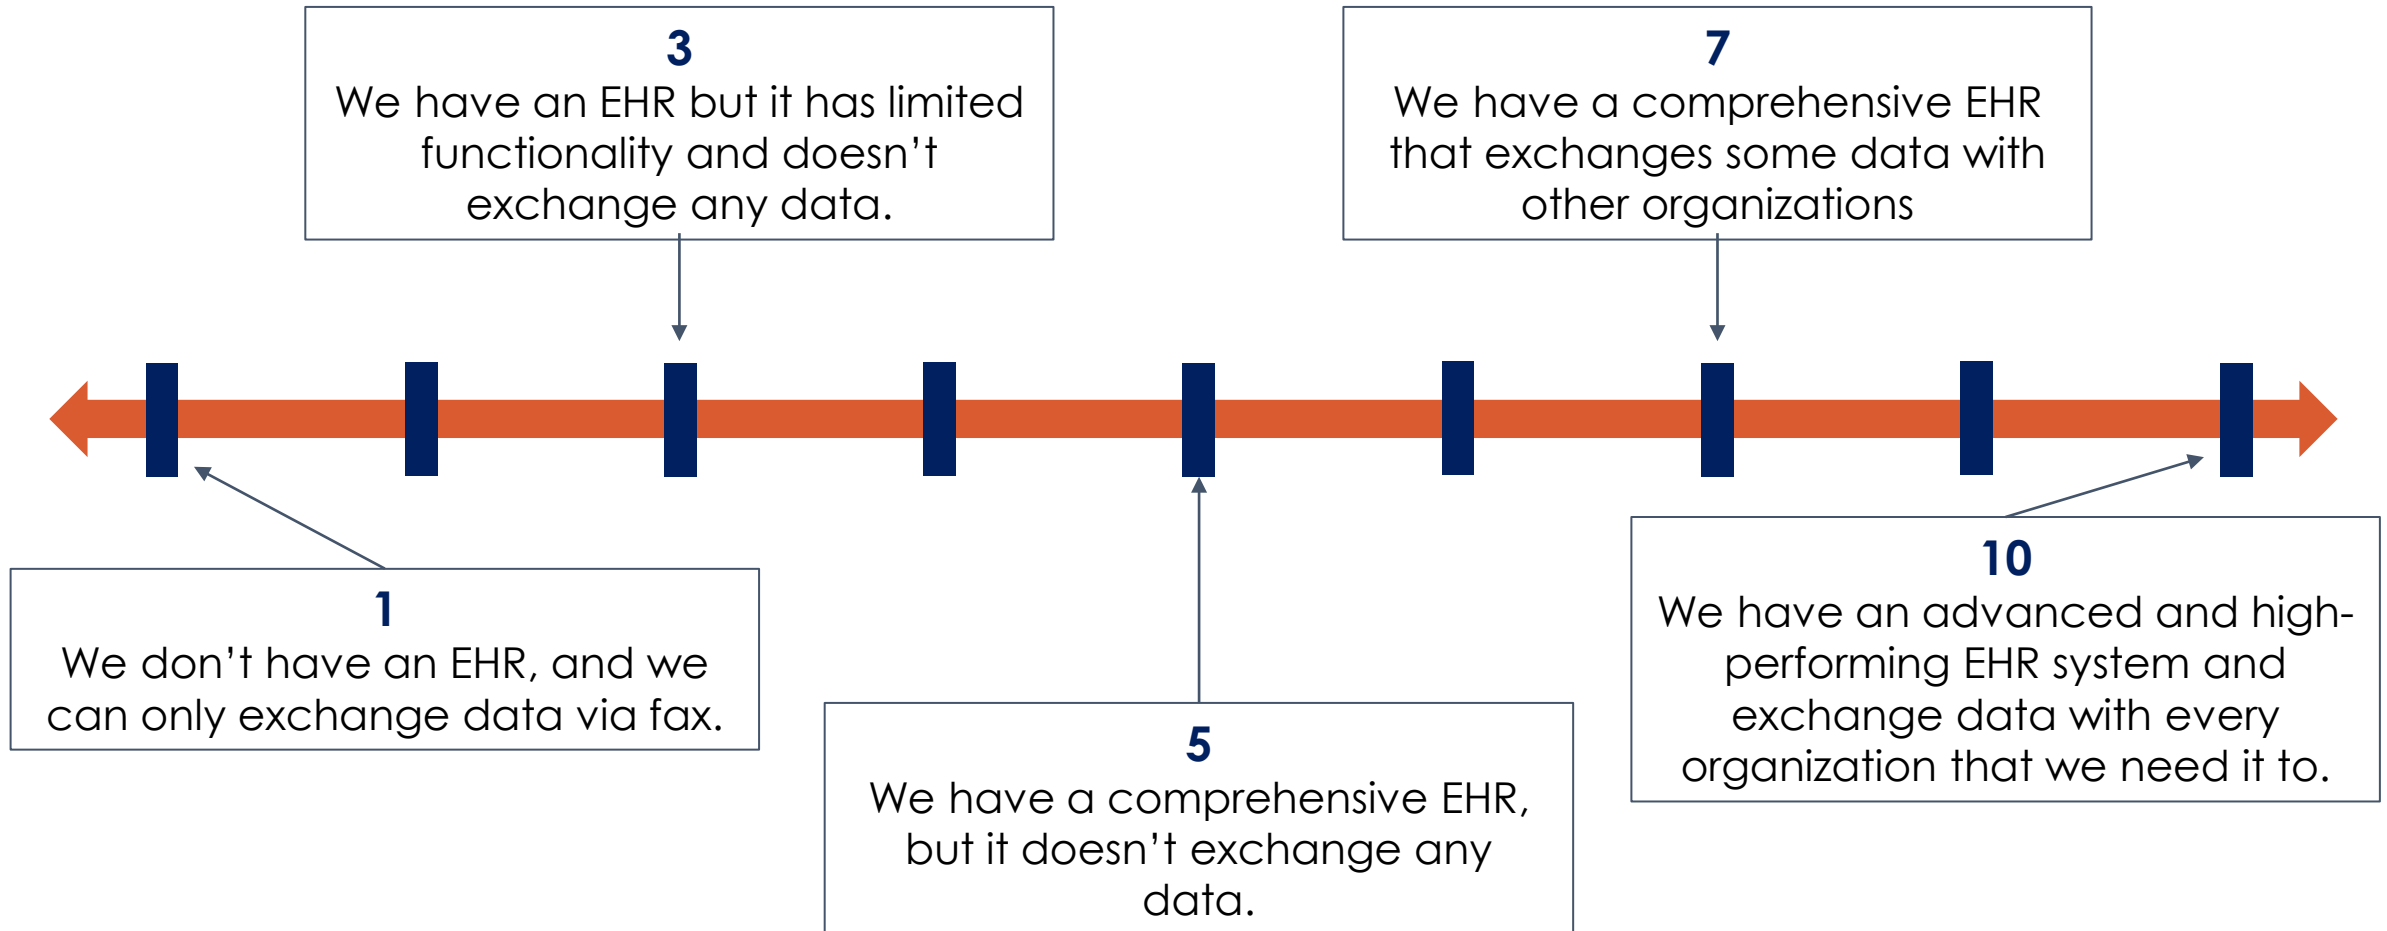 3
We have an EHR but it has limited
functionality and doesn’t
exchange any data.
7
We have a comprehensive EHR
that exchanges some data with
other organizations
1
We don’t have an EHR, and we
can only exchange data via fax.
5
We have a comprehensive EHR,
but it doesn’t exchange any
data.
10
We have an advanced and high-
performing EHR system and
exchange data with every
organization that we need it to.